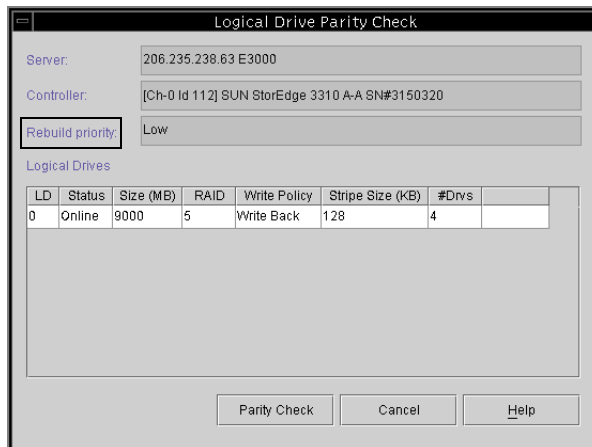 Logical Drive Parity Check
Server: 206.235.238.63 E3000
Controller: [Ch-0 Id 112] SUN StorEdge 3310 A-A SN#3150320
Rebuild priority: Low
Logical Drives
LD Status Size (MB) RAID Write Policy Stripe Size (KB) #Drvs
0 Online 9000 5 Write Back 128 4
Parity Check Cancel Help